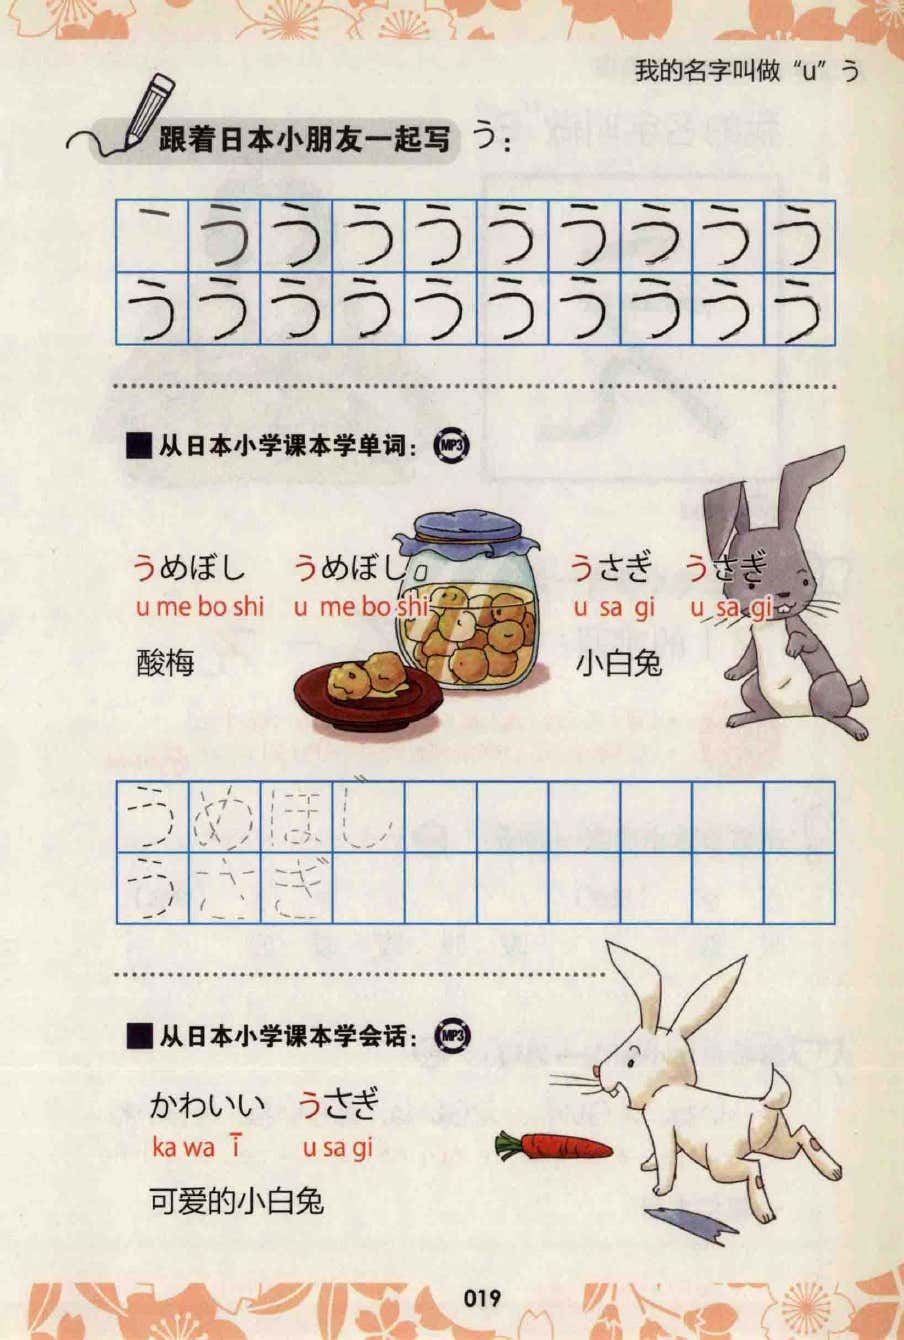 我的名字叫做“u”う
跟着日本小朋友一起写 う：
う う う う う う う う う
う う う う う う う う う う
从日本小学课本学单词： MP3
うめぼし うめぼし うさぎ うさぎ
u me bo shi u me bo shi u sa gi u sa gi
酸梅 小白兔
う め ぼ し
う さ ぎ
从日本小学课本学会话： MP3
かわいい うさぎ
ka wa ī u sa gi
可爱的小白兔
019